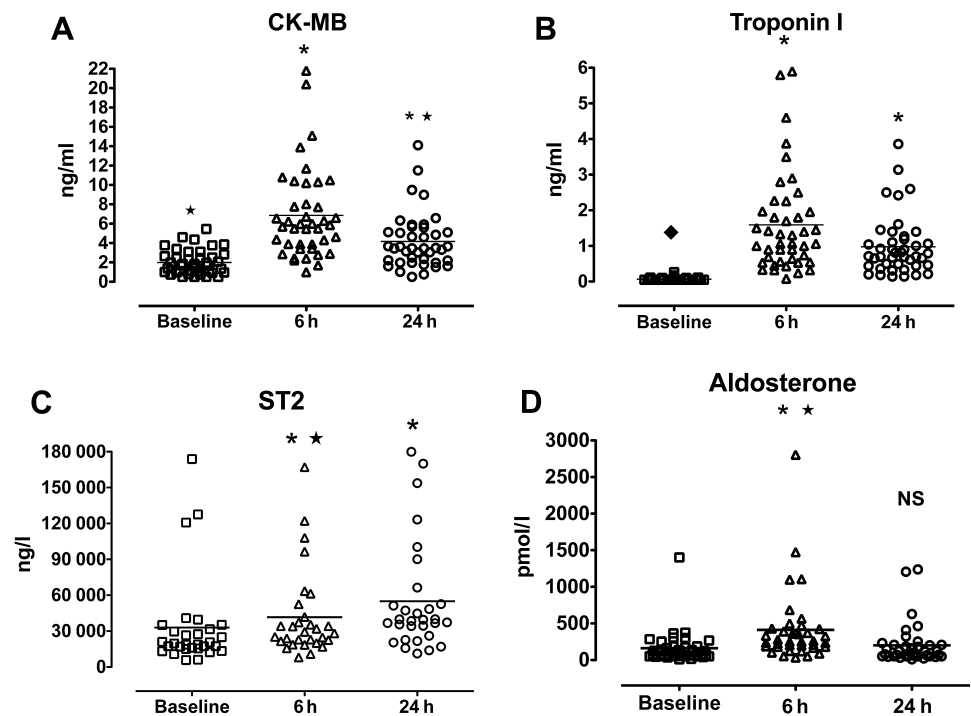 A CK-MB
* 
22
20
18
16
14
12
10
8
6
4
2
0
ng/ml
* ★
★
Baseline 6 h 24 h
B Troponin I
*
6
5
4
3
2
1
0
ng/ml
*
Baseline 6 h 24 h
C ST2
* ★ *
180 000
150 000
120 000
90 000
60 000
30 000
0
ng/l
Baseline 6 h 24 h
D Aldosterone
* ★
3000
2500
2000
1500
1000
500
0
pmol/l
NS
Baseline 6 h 24 h